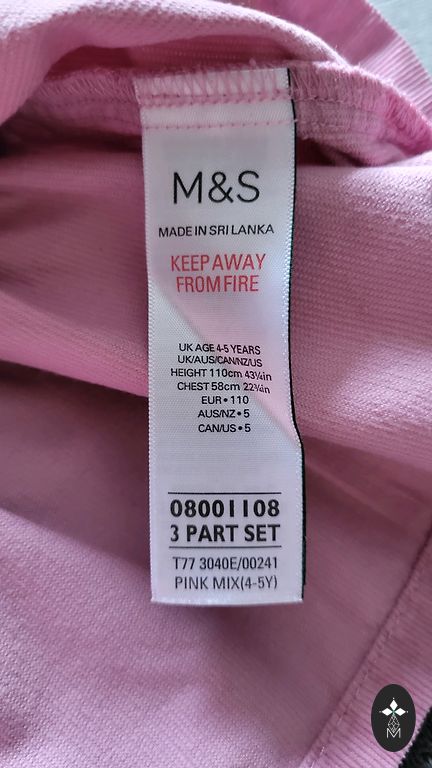 M&S
MADE IN SRI LANKA
KEEP AWAY
FROM FIRE
UK AGE 4-5 YEARS
UK/AUS/CAN/NZ/US
HEIGHT 110cm 43¼in
CHEST 58cm 22¾in
EUR • 110
AUS/NZ • 5
CAN/US • 5
08001108
3 PART SET
T77 3040E/00241
PINK MIX(4-5Y)
M